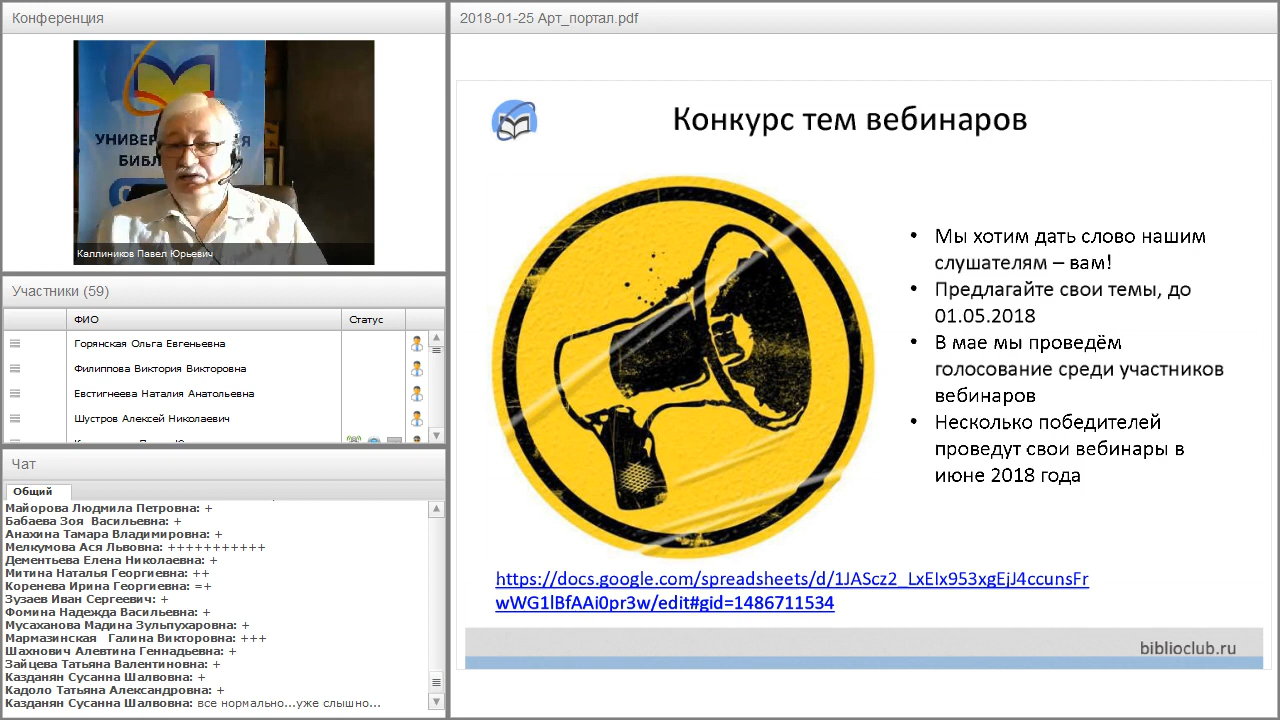 Конференция
УНИВЕР
АЯ
БИБЛ
Каллиников Павел Юрьевич
Участники (59)
ФИО
Статус
Горянская Ольга Евгеньевна
Филиппова Виктория Викторовна
Евстигнеева Наталия Анатольевна
Шустров Алексей Николаевич
Чат
Общий
Майорова Людмила Петровна: +
Бабаева Зоя Васильевна: +
Анахина Тамара Владимировна: +
Мелкумова Ася Львовна: +++++++++++
Дементьева Елена Николаевна: +
Митина Наталья Георгиевна: ++
Коренева Ирина Георгиевна: =+
Зузаев Иван Сергеевич: +
Фомина Надежда Васильевна: +
Мусаханова Мадина Зульпухаровна: +
Мармазинская Галина Викторовна: +++
Шахнович Алевтина Геннадьевна: +
Зайцева Татьяна Валентиновна: +
Казданян Сусанна Шалвовна: +
Кадоло Татьяна Александровна: +
Казданян Сусанна Шалвовна: все нормально...уже слышно...
2018-01-25 Арт_портал.pdf
Конкурс тем вебинаров
• Мы хотим дать слово нашим
слушателям – вам!
• Предлагайте свои темы, до
01.05.2018
• В мае мы проведём
голосование среди участников
вебинаров
• Несколько победителей
проведут свои вебинары в
июне 2018 года
https://docs.google.com/spreadsheets/d/1JAScz2_LxEIx953xgEjJ4ccunsFr
wWG1lBfAAi0pr3w/edit#gid=1486711534
biblioclub.ru